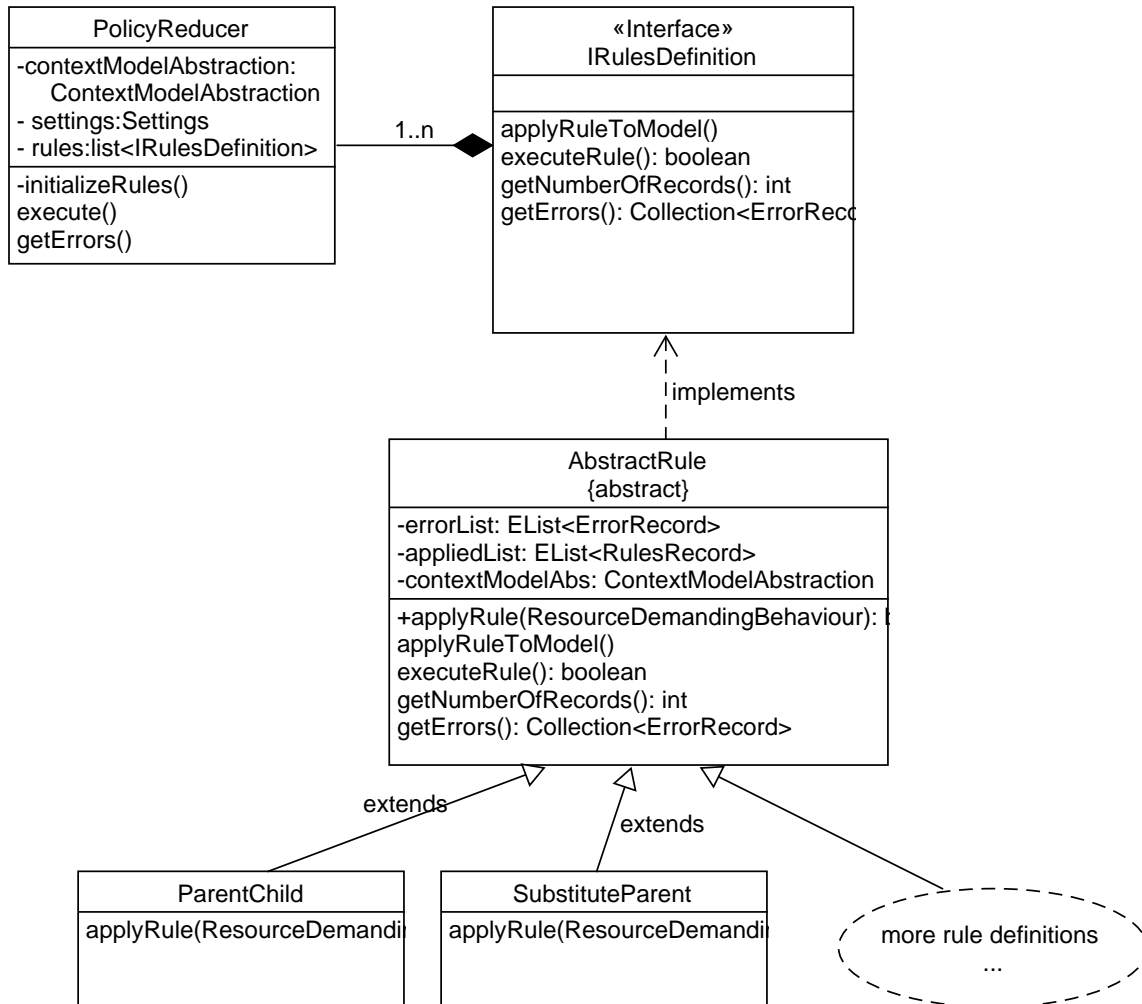 PolicyReducer
-contextModelAbstraction:
ContextModelAbstraction
- settings:Settings
- rules:list<IRulesDefinition>
-initializeRules()
execute()
getErrors()
1..n
«Interface»
IRulesDefinition
applyRuleToModel()
executeRule(): boolean
getNumberOfRecords(): int
getErrors(): Collection<ErrorReco
implements
AbstractRule
{abstract}
-errorList: EList<ErrorRecord>
-appliedList: EList<RulesRecord>
-contextModelAbs: ContextModelAbstraction
+applyRule(ResourceDemandingBehaviour):
applyRuleToModel()
executeRule(): boolean
getNumberOfRecords(): int
getErrors(): Collection<ErrorRecord>
extends
extends
ParentChild
applyRule(ResourceDemandin
SubstituteParent
applyRule(ResourceDemandin
more rule definitions
...